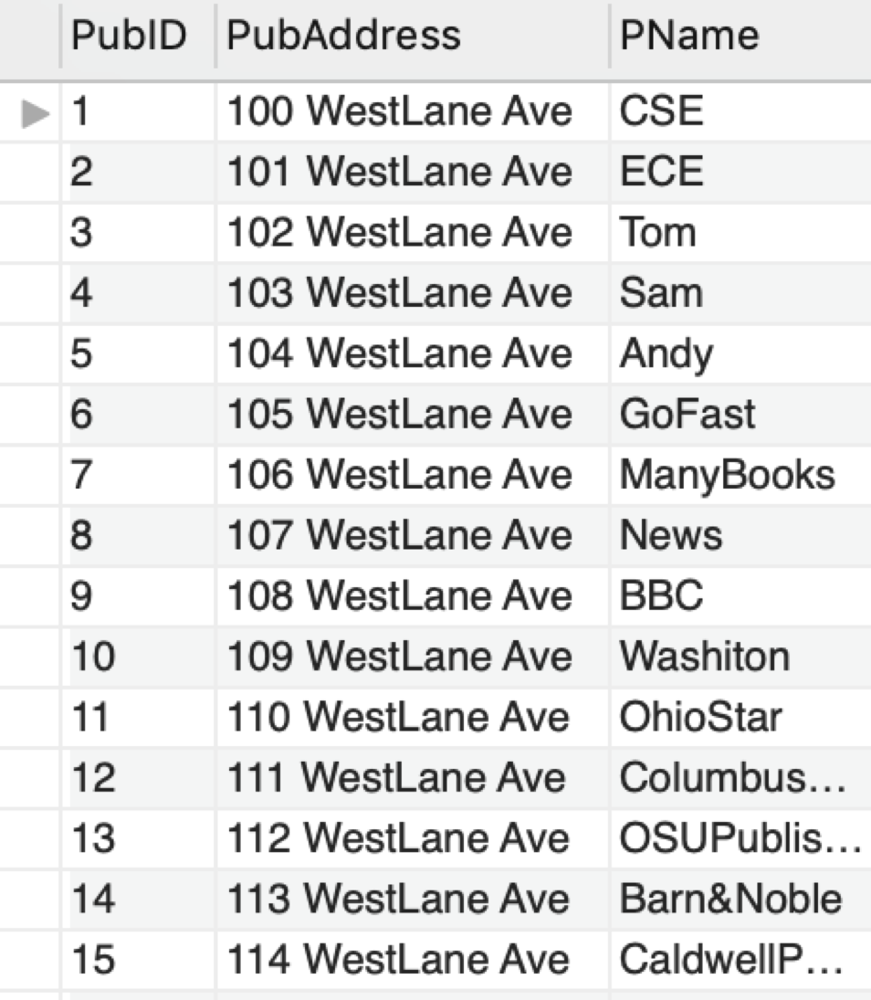 PubID PubAddress PName
1 100 WestLane Ave CSE
2 101 WestLane Ave ECE
3 102 WestLane Ave Tom
4 103 WestLane Ave Sam
5 104 WestLane Ave Andy
6 105 WestLane Ave GoFast
7 106 WestLane Ave ManyBooks
8 107 WestLane Ave News
9 108 WestLane Ave BBC
10 109 WestLane Ave Washiton
11 110 WestLane Ave OhioStar
12 111 WestLane Ave Columbus...
13 112 WestLane Ave OSUPublis...
14 113 WestLane Ave Barn&Noble
15 114 WestLane Ave CaldwellP...